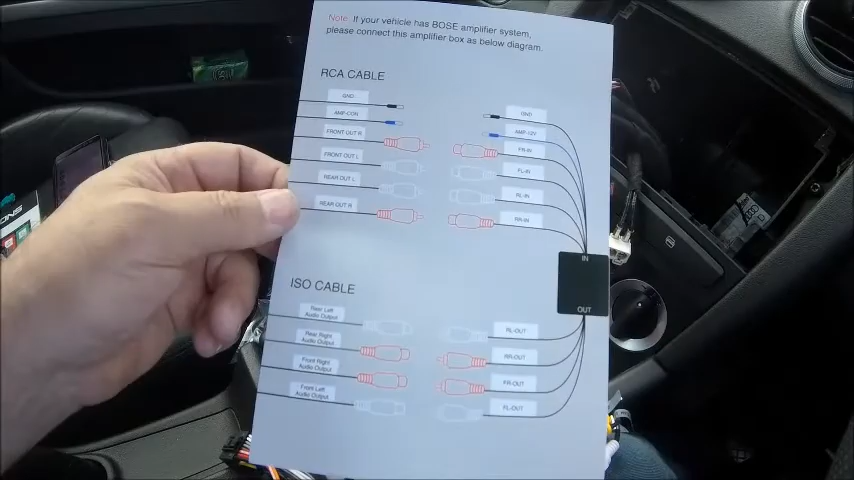 Note: If your vehicle has BOSE amplifier system,
please connect this amplifier box as below diagram.
RCA CABLE
GND
AMP-CON
FRONT OUT R
FRONT OUT L
REAR OUT L
REAR OUT R
GND
AMP-12V
FR-IN
FL-IN
RL-IN
RR-IN
IN
OUT
ISO CABLE
Rear Left
Audio Output
Rear Right
Audio Output
Front Right
Audio Output
Front Left
Audio Output
RL-OUT
RR-OUT
FR-OUT
FL-OUT